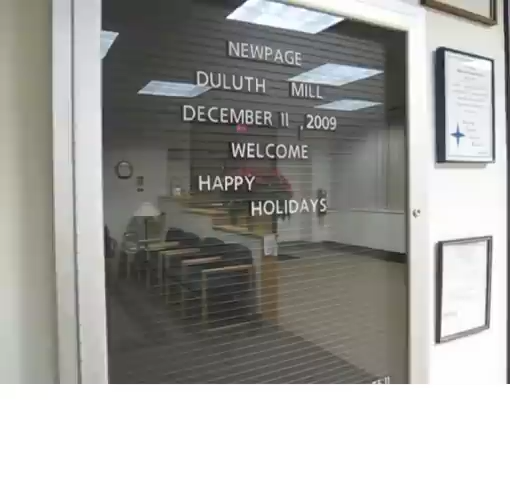 NEWPAGE
DULUTH MILL
DECEMBER 11, 2009
WELCOME
HAPPY
HOLIDAYS